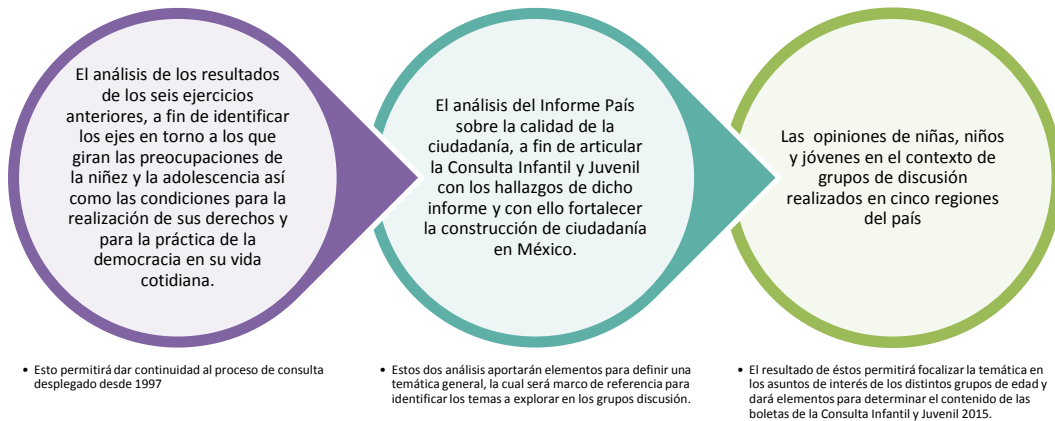 El análisis de los resultados
de los seis ejercicios
anteriores, a fin de identificar
los ejes en torno a los que
giran las preocupaciones de
la niñez y la adolescencia así
como las condiciones para la
realización de sus derechos y
para la práctica de la
democracia en su vida
cotidiana.
• Esto permitirá dar continuidad al proceso de consulta
desplegado desde 1997
El análisis del Informe País
sobre la calidad de la
ciudadanía, a fin de articular
la Consulta Infantil y Juvenil
con los hallazgos de dicho
informe y con ello fortalecer
la construcción de ciudadanía
en México.
• Estos dos análisis aportarán elementos para definir una
temática general, la cual será marco de referencia para
identificar los temas a explorar en los grupos discusión.
Las opiniones de niñas, niños
y jóvenes en el contexto de
grupos de discusión
realizados en cinco regiones
del país
• El resultado de éstos permitirá focalizar la temática en
los asuntos de interés de los distintos grupos de edad y
dará elementos para determinar el contenido de las
boletas de la Consulta Infantil y Juvenil 2015.